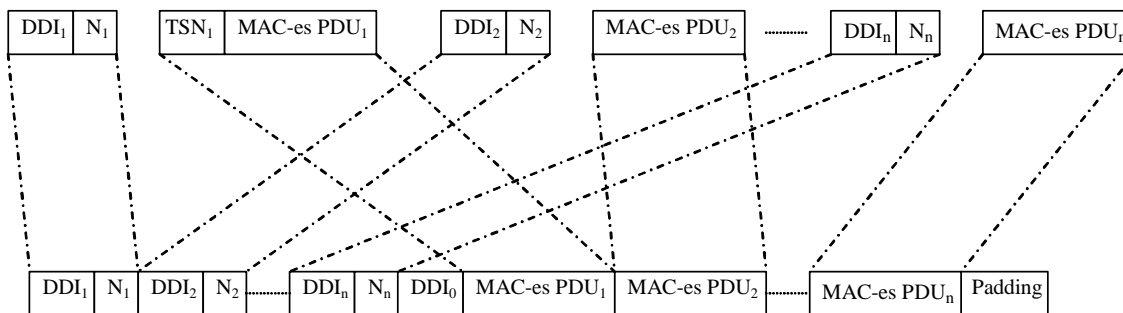 DDI₁ N₁ TSN₁ MAC-es PDU₁ DDI₂ N₂ MAC-es PDU₂ DDIₙ Nₙ MAC-es PDUₙ
DDI₁ N₁ DDI₂ N₂ DDIₙ Nₙ DDI₀ MAC-es PDU₁ MAC-es PDU₂ MAC-es PDUₙ Padding